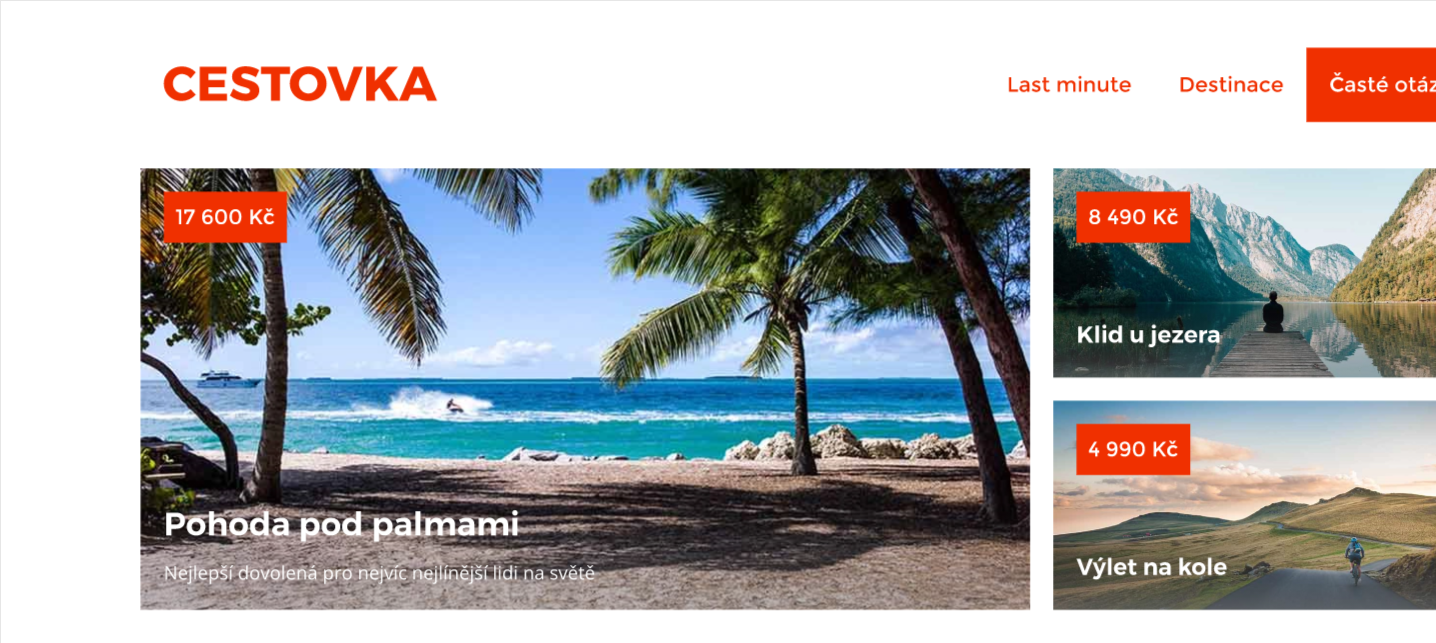 CESTOVKA
Last minute
Destinace
Časté otáz
17 600 Kč
Pohoda pod palmami
Nejlepší dovolená pro nejvíc nejlínější lidi na světě
8 490 Kč
Klid u jezera
4 990 Kč
Výlet na kole